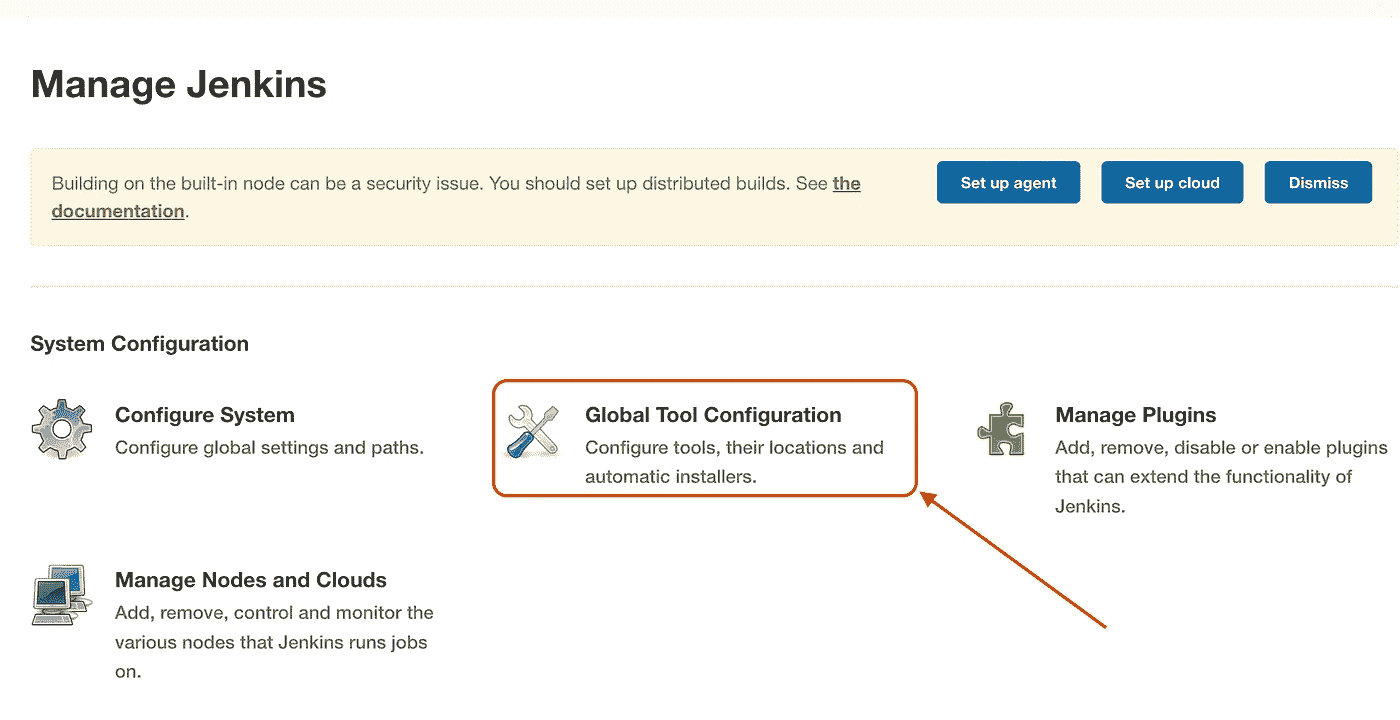 Manage Jenkins
Building on the built-in node can be a security issue. You should set up distributed builds. See the
documentation.
Set up agent
Set up cloud
Dismiss
System Configuration
Configure System
Configure global settings and paths.
Global Tool Configuration
Configure tools, their locations and
automatic installers.
Manage Plugins
Add, remove, disable or enable plugins
that can extend the functionality of
Jenkins.
Manage Nodes and Clouds
Add, remove, control and monitor the
various nodes that Jenkins runs jobs
on.